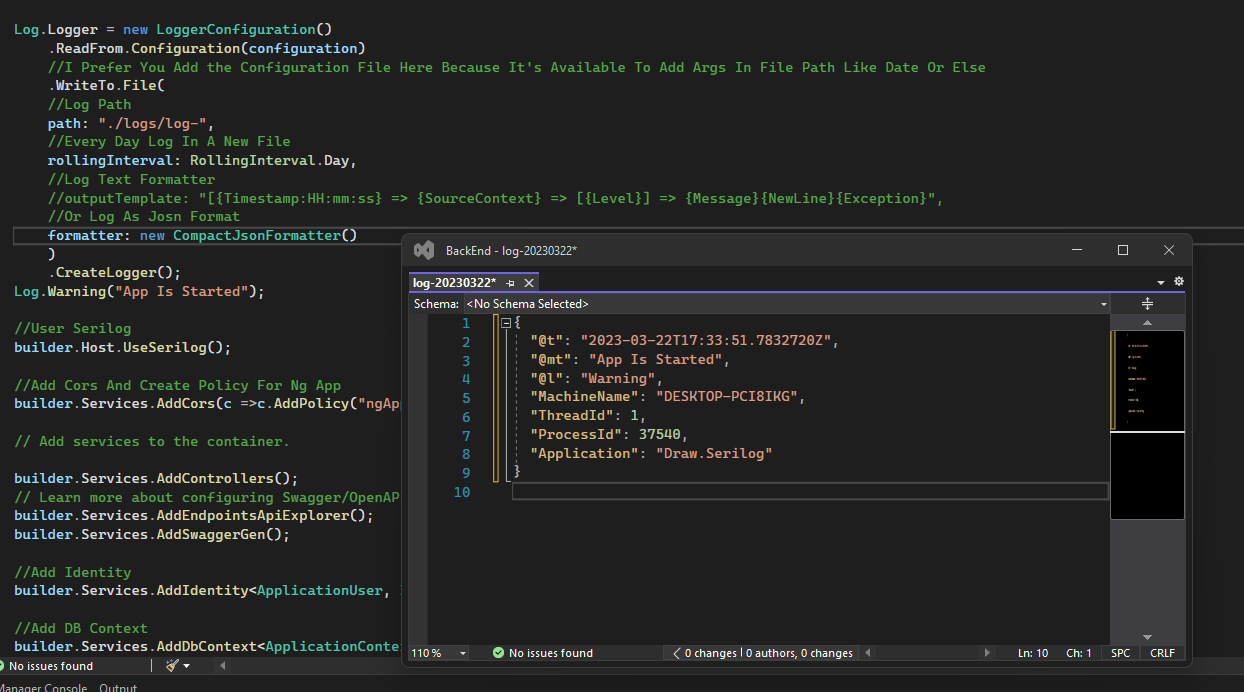 Log.Logger = new LoggerConfiguration()
.ReadFrom.Configuration(configuration)
//I Prefer You Add the Configuration File Here Because It's Available To Add Args In File Path Like Date Or Else
.WriteTo.File(
//Log Path
path: "./logs/log-",
//Every Day Log In A New File
rollingInterval: RollingInterval.Day,
//Log Text Formatter
//outputTemplate: "[{Timestamp:HH:mm:ss} => {SourceContext} => [{Level}] => {Message}{NewLine}{Exception}",
//Or Log As Josn Format
formatter: new CompactJsonFormatter()
)
.CreateLogger();
Log.Warning("App Is Started");
//User Serilog
builder.Host.UseSerilog();
//Add Cors And Create Policy For Ng App
builder.Services.AddCors(c =>c.AddPolicy("ngApp
// Add services to the container.
builder.Services.AddControllers();
// Learn more about configuring Swagger/OpenAPI
builder.Services.AddEndpointsApiExplorer();
builder.Services.AddSwaggerGen();
//Add Identity
builder.Services.AddIdentity<ApplicationUser,
//Add DB Context
builder.Services.AddDbContext<ApplicationConte
No issues found
Manager Console Output
BackEnd - log-20230322*
log-20230322*
Schema: <No Schema Selected>
1 {
2 "@t": "2023-03-22T17:33:51.7832720Z",
3 "@mt": "App Is Started",
4 "@l": "Warning",
5 "MachineName": "DESKTOP-PCI8IKG",
6 "ThreadId": 1,
7 "ProcessId": 37540,
8 "Application": "Draw.Serilog"
9 }
10
110 % No issues found 0 changes | 0 authors, 0 changes Ln: 10 Ch: 1 SPC CRLF